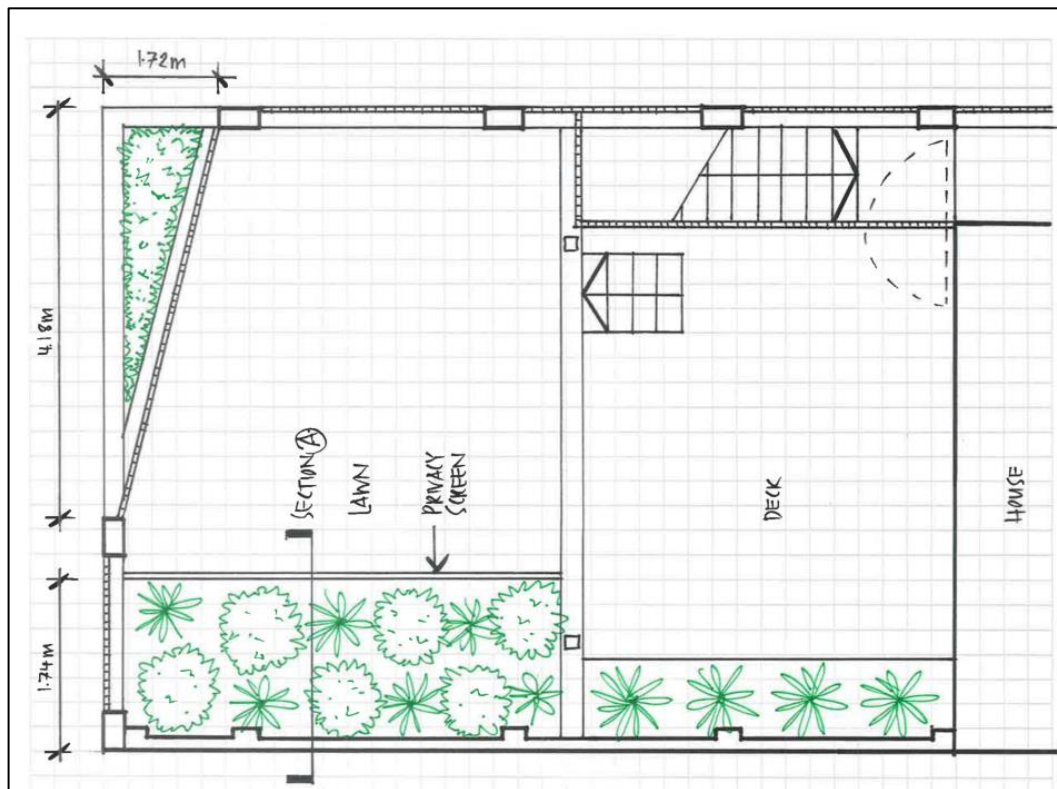 1.72m
4.18m
SECTION A
LAWN
PRIVACY
SCREEN
DECK
HOUSE
1.74m